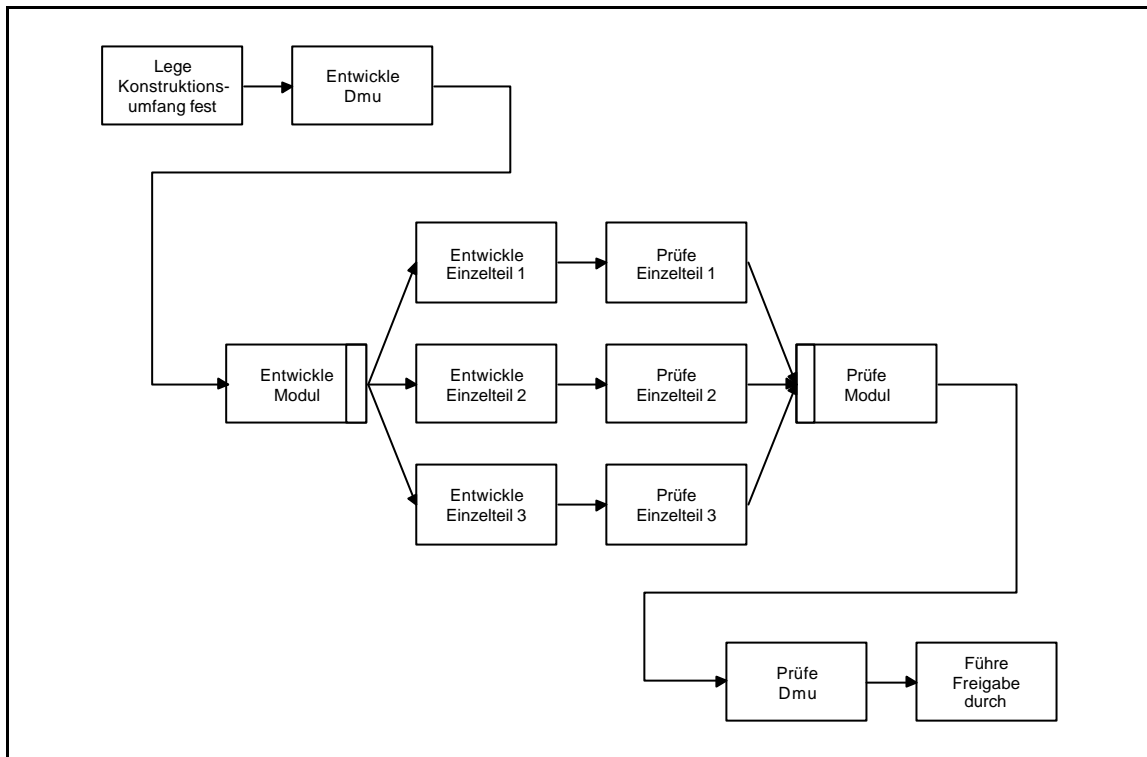 Lege
Konstruktions-
umfang fest
Entwickle
Dmu
Entwickle
Einzelteil 1
Prüfe
Einzelteil 1
Entwickle
Modul
Entwickle
Einzelteil 2
Prüfe
Einzelteil 2
Prüfe
Modul
Entwickle
Einzelteil 3
Prüfe
Einzelteil 3
Prüfe
Dmu
Führe
Freigabe
durch